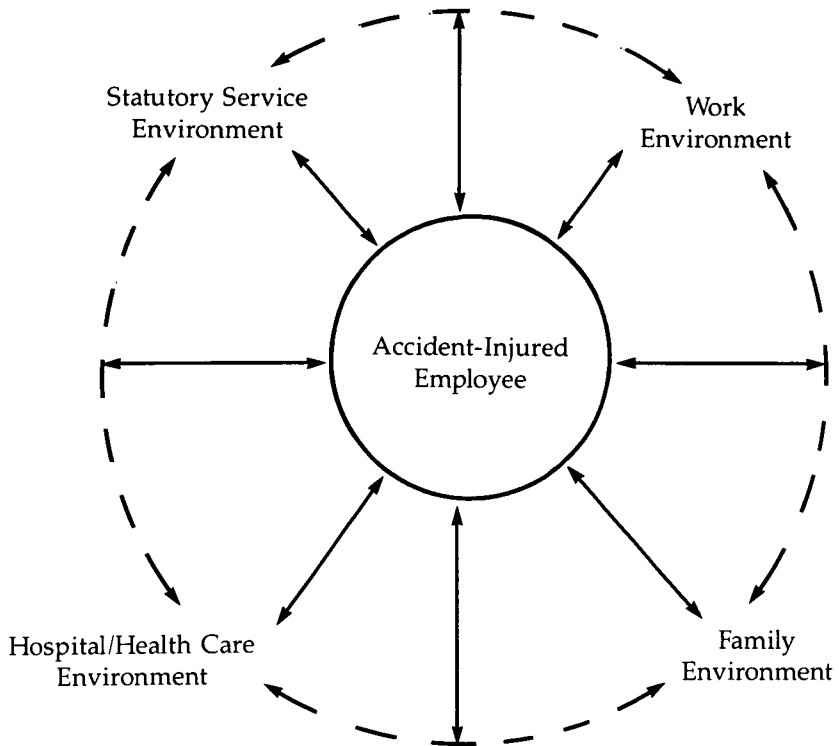 Statutory Service
Environment
Work
Environment
Accident-Injured
Employee
Hospital/Health Care
Environment
Family
Environment